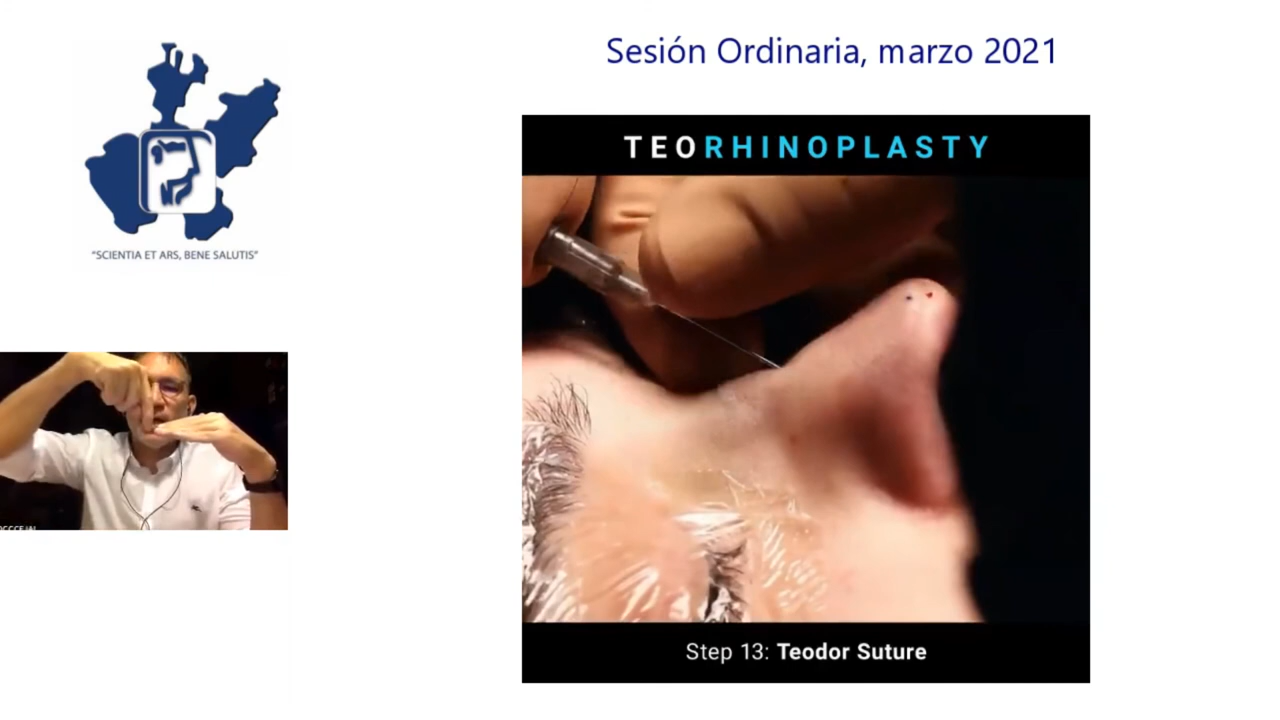 Sesión Ordinaria, marzo 2021
TEORHINOPLASTY
"SCIENTIA ET ARS, BENE SALUTIS"
Step 13: Teodor Suture